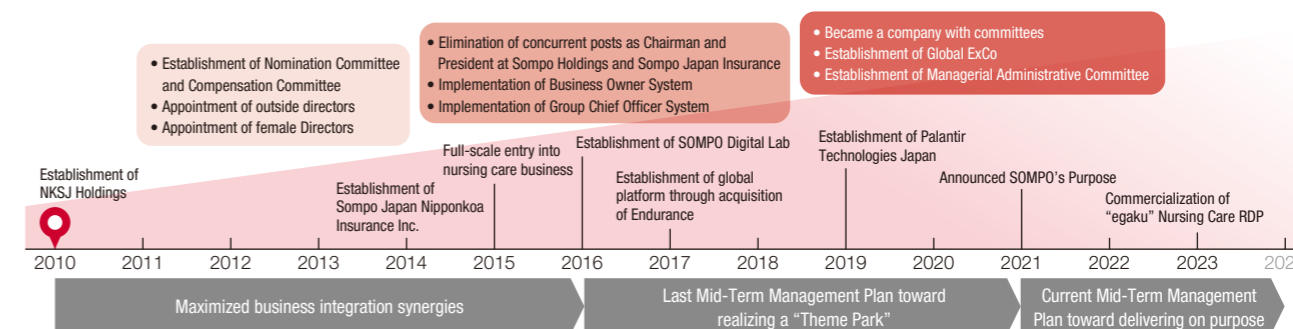 • Establishment of Nomination Committee
and Compensation Committee
• Appointment of outside directors
• Appointment of female Directors
• Elimination of concurrent posts as Chairman and
President at Sompo Holdings and Sompo Japan Insurance
• Implementation of Business Owner System
• Implementation of Group Chief Officer System
• Became a company with committees
• Establishment of Global ExCo
• Establishment of Managerial Administrative Committee
Establishment of
NKSJ Holdings
Establishment of
Sompo Japan Nipponkoa
Insurance Inc.
Full-scale entry into
nursing care business
Establishment of SOMPO Digital Lab
Establishment of global
platform through acquisition
of Endurance
Establishment of Palantir
Technologies Japan
Announced SOMPO's Purpose
Commercialization of
“egaku” Nursing Care RDP
2010 2011 2012 2013 2014 2015 2016 2017 2018 2019 2020 2021 2022 2023
Maximized business integration synergies
Last Mid-Term Management Plan toward
realizing a “Theme Park”
Current Mid-Term Management
Plan toward delivering on purpose